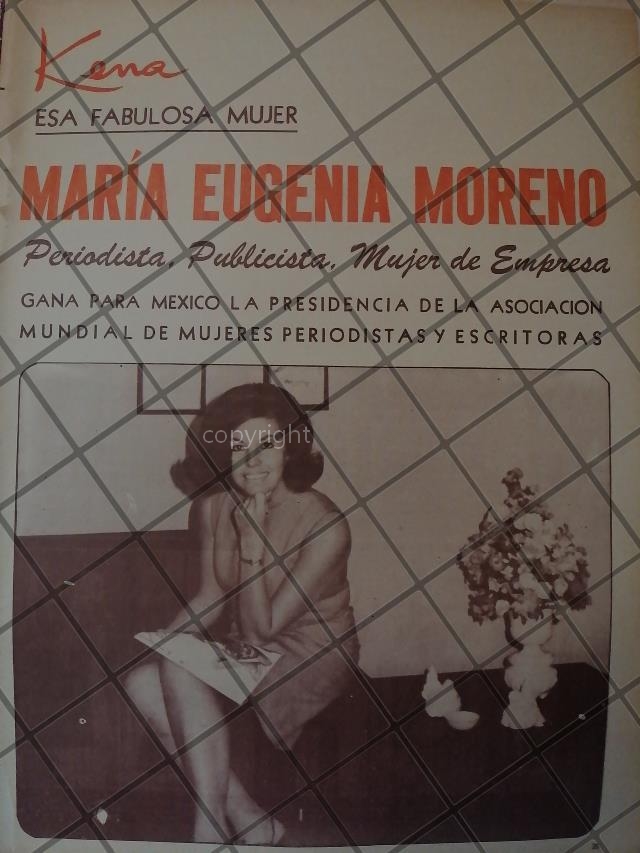 Kena
ESA FABULOSA MUJER
MARÍA EUGENIA MORENO
Periodista, Publicista, Mujer de Empresa
GANA PARA MEXICO LA PRESIDENCIA DE LA ASOCIACION
MUNDIAL DE MUJERES PERIODISTAS Y ESCRITORAS
copyright